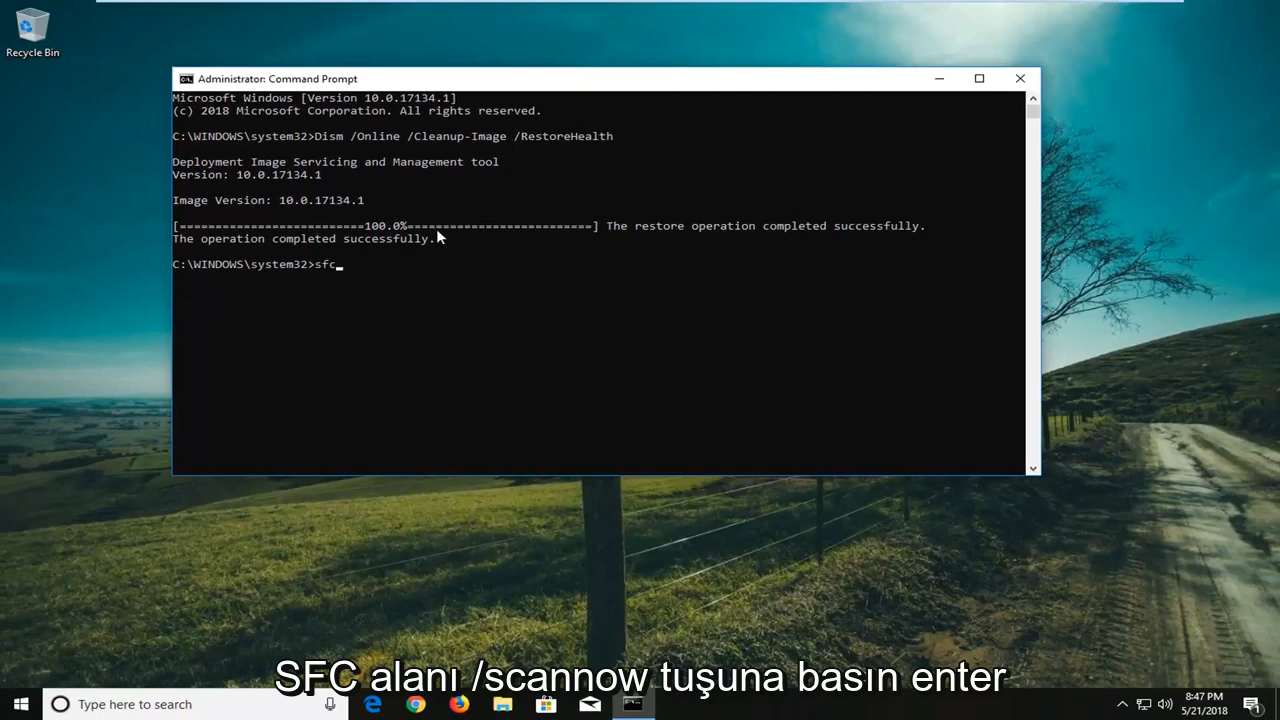 Recycle Bin
Administrator: Command Prompt
Microsoft Windows [Version 10.0.17134.1]
(c) 2018 Microsoft Corporation. All rights reserved.
C:\WINDOWS\system32>Dism /Online /Cleanup-Image /RestoreHealth
Deployment Image Servicing and Management tool
Version: 10.0.17134.1
Image Version: 10.0.17134.1
[==========================100.0%==========================] The restore operation completed successfully.
The operation completed successfully.
C:\WINDOWS\system32>sfc_
SFC alanı /scannow tuşuna basın enter
Type here to search
8:47 PM
5/21/2018
1